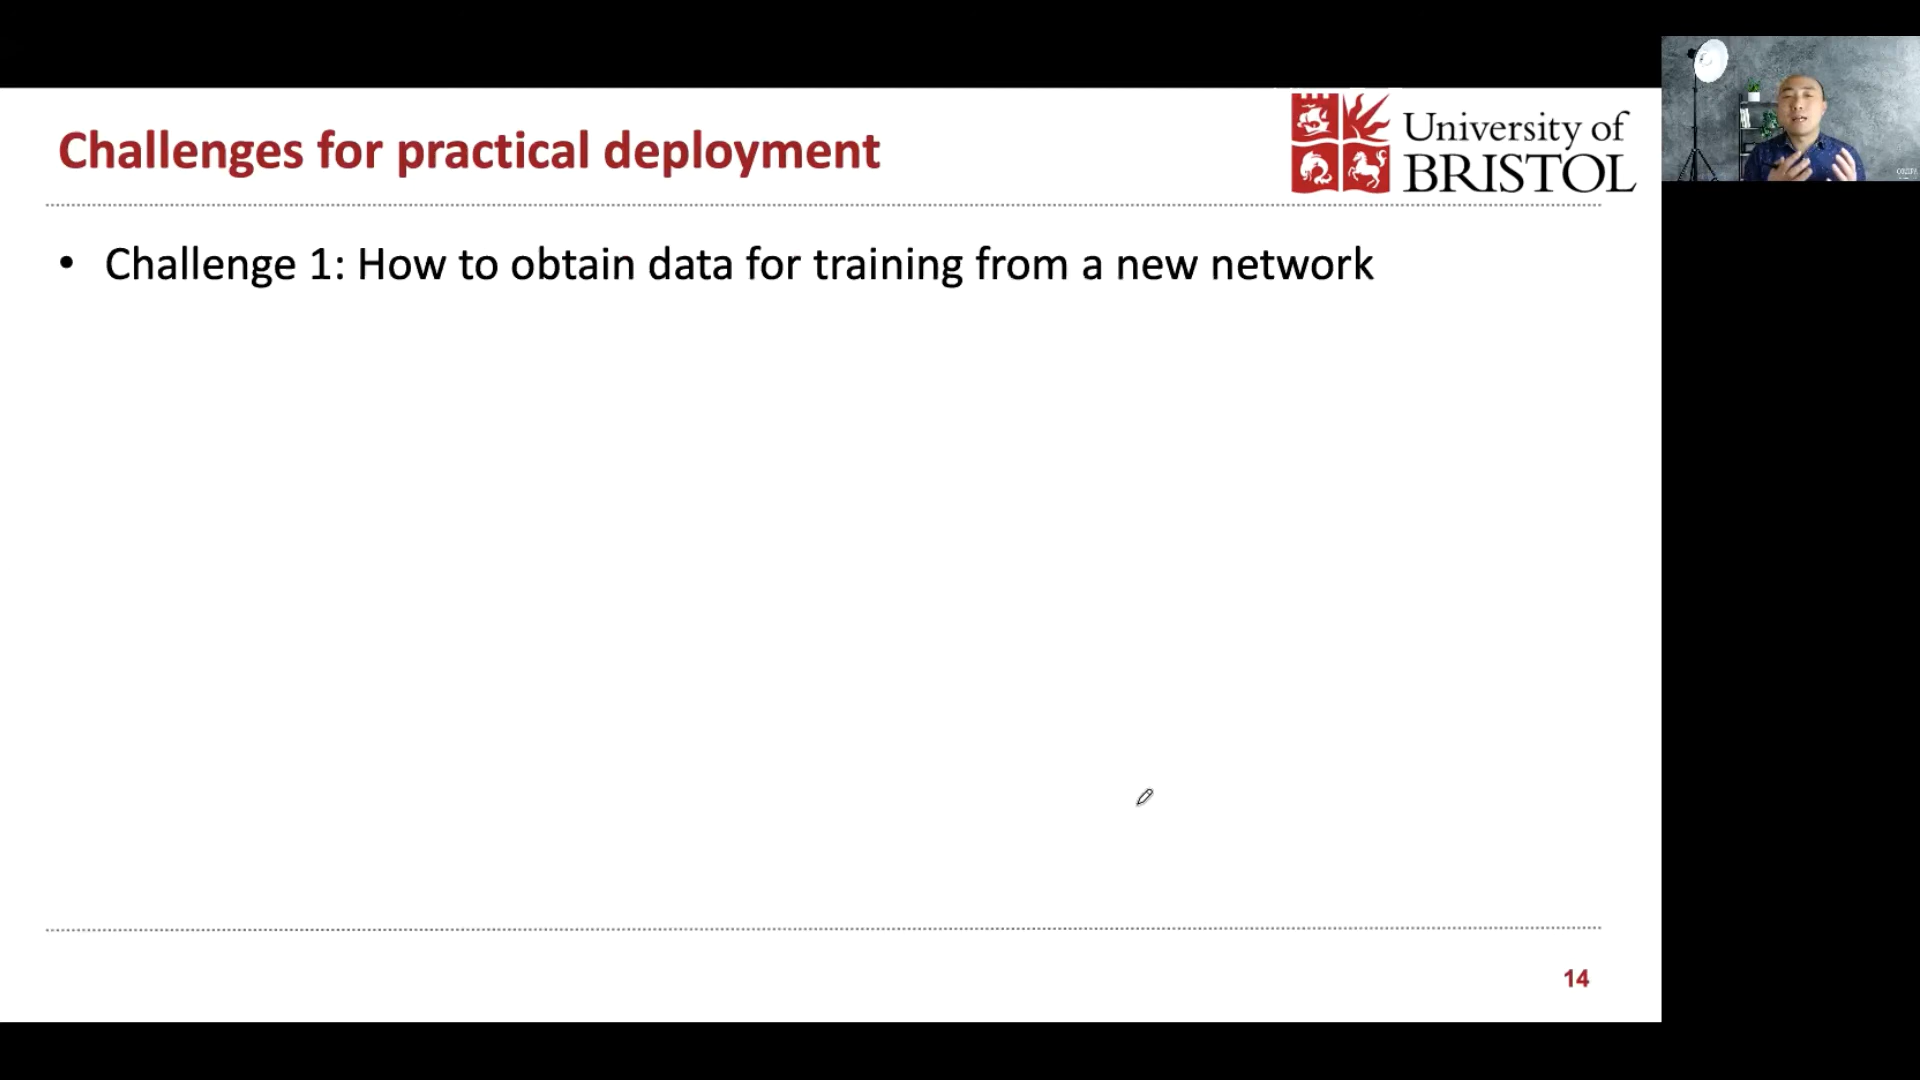 Challenges for practical deployment
University of
BRISTOL
• Challenge 1: How to obtain data for training from a new network
14